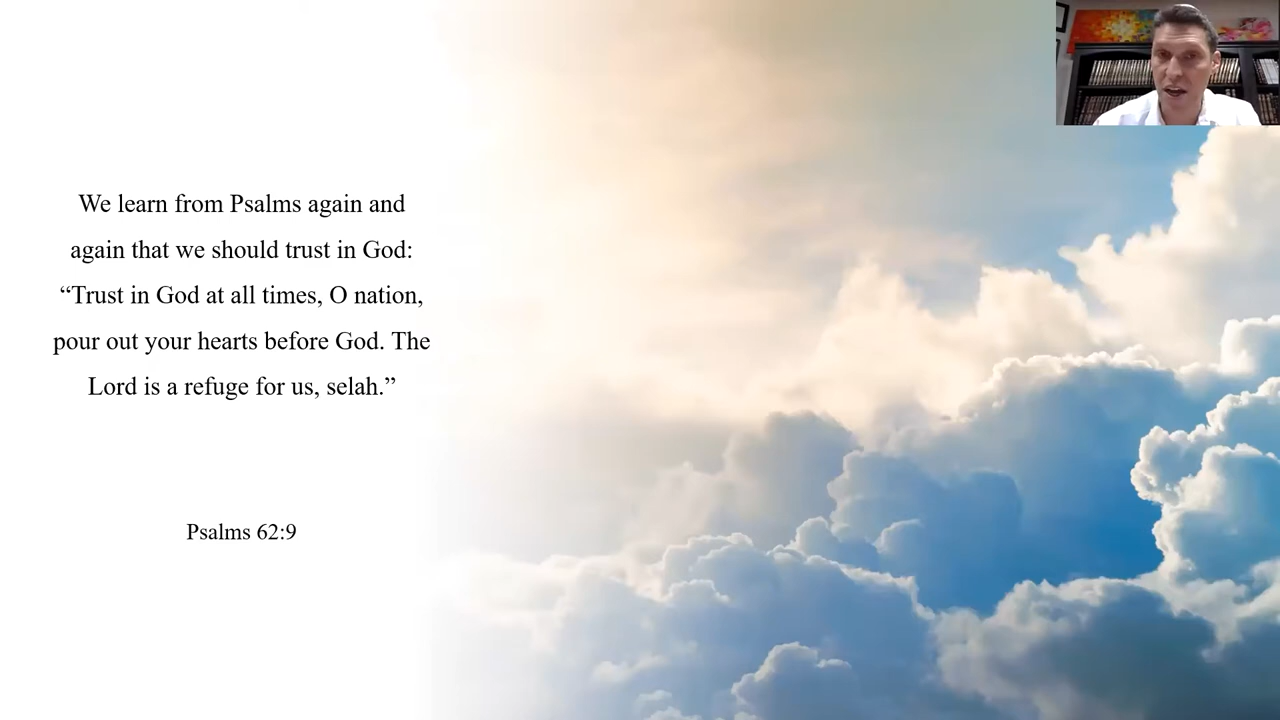 We learn from Psalms again and
again that we should trust in God:
“Trust in God at all times, O nation,
pour out your hearts before God. The
Lord is a refuge for us, selah.”
Psalms 62:9